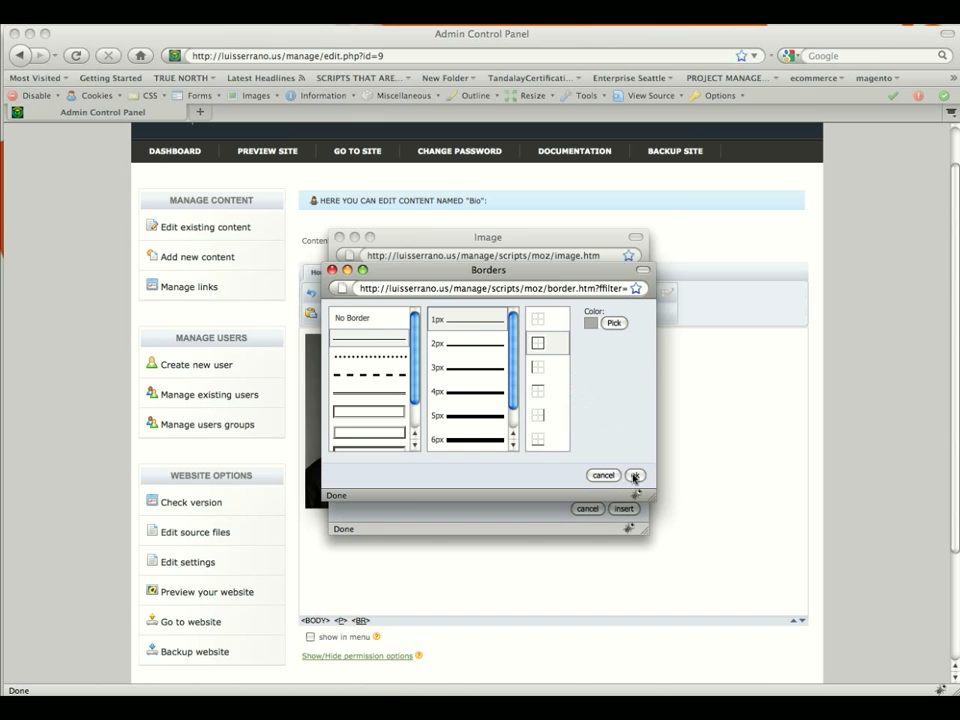 Admin Control Panel
http://luisserrano.us/manage/edit.php?id=9
Google
Most Visited Getting Started TRUE NORTH Latest Headlines SCRIPTS THAT ARE... New Folder TandalayCertificati... Enterprise Seattle PROJECT MANAGE... ecommerce magento
Disable Cookies CSS Forms Images Information Miscellaneous Outline Resize Tools View Source Options
Admin Control Panel
DASHBOARD PREVIEW SITE GO TO SITE CHANGE PASSWORD DOCUMENTATION BACKUP SITE
MANAGE CONTENT
Edit existing content
Add new content
Manage links
MANAGE USERS
Create new user
Manage existing users
Manage users groups
WEBSITE OPTIONS
Check version
Edit source files
Edit settings
Preview your website
Go to website
Backup website
HERE YOU CAN EDIT CONTENT NAMED "Bio":
Image
http://luisserrano.us/manage/scripts/moz/image.htm
Borders
http://luisserrano.us/manage/scripts/moz/border.htm?ffilter=
No Border
1px
2px
3px
4px
5px
6px
Color:
Pick
cancel
Done
cancel insert
Done
<BODY> <P> <BR>
show in menu
Show/Hide permission options
Done